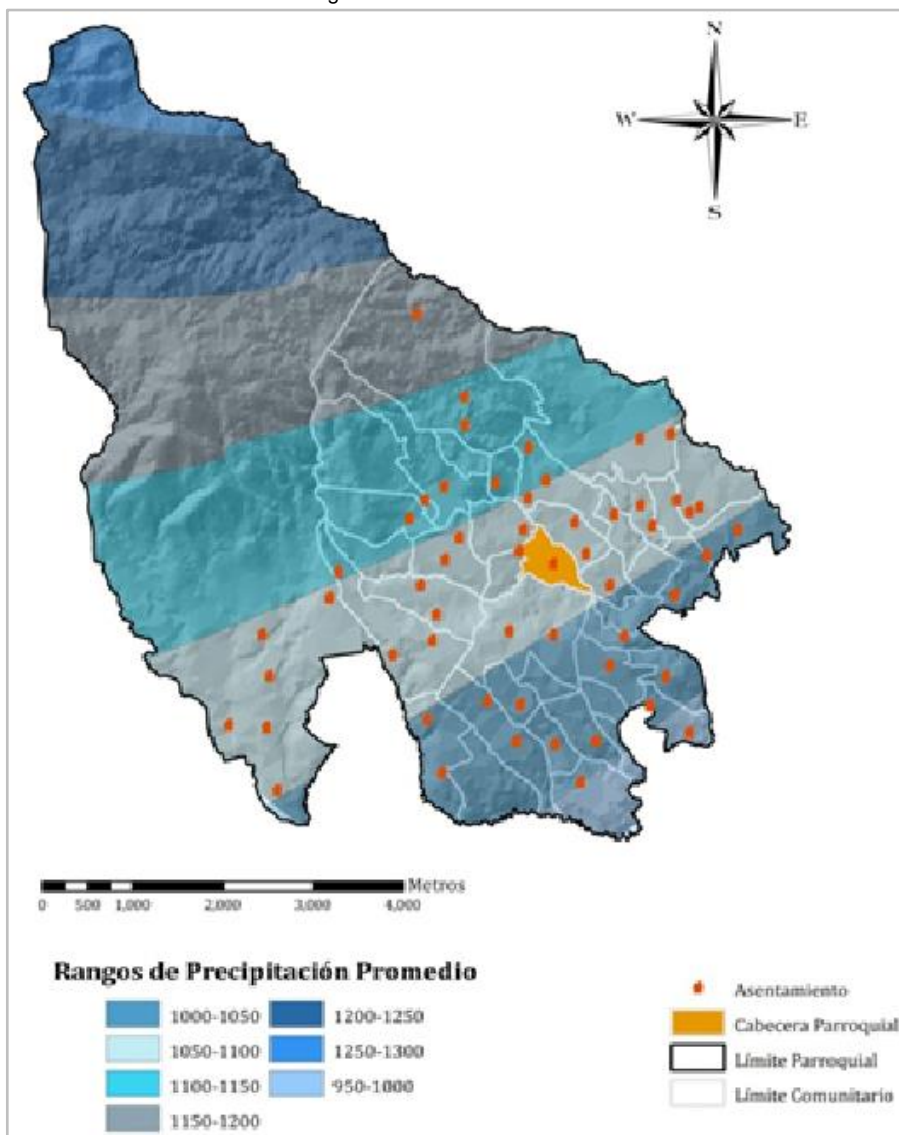 N
W E
S
Metros
0 500 1,000 2,000 3,000 4,000
Rangos de Precipitación Promedio
1000-1050 1200-1250
1050-1100 1250-1300
1100-1150 950-1000
1150-1200
Asentamiento
Cabecera Parroquial
Límite Parroquial
Límite Comunitario